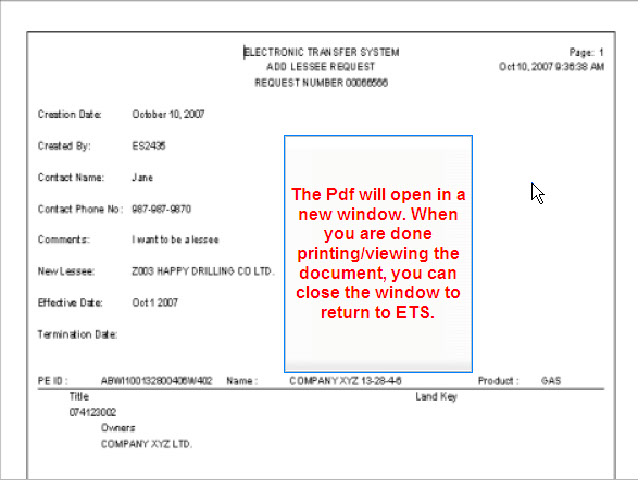 ELECTRONIC TRANSFER SYSTEM Page: 1
ADD LESSEE REQUEST Oct 10, 2007 9:36:38 AM
REQUEST NUMBER 00066566
Creation Date: October 10, 2007
Created By: ES2435
Contact Name: Jane
Contact Phone No: 987-987-9870
Comments: I want to be a lessee
New Lessee: Z003 HAPPY DRILLING CO LTD.
Effective Date: Oct 1 2007
Termination Date:
The Pdf will open in a
new window. When
you are done
printing/viewing the
document, you can
close the window to
return to ETS.
PE ID: ABWI100132800406W402 Name: COMPANY XYZ 13-28-4-6 Product: GAS
Title Land Key
074123002
Owners
COMPANY XYZ LTD.